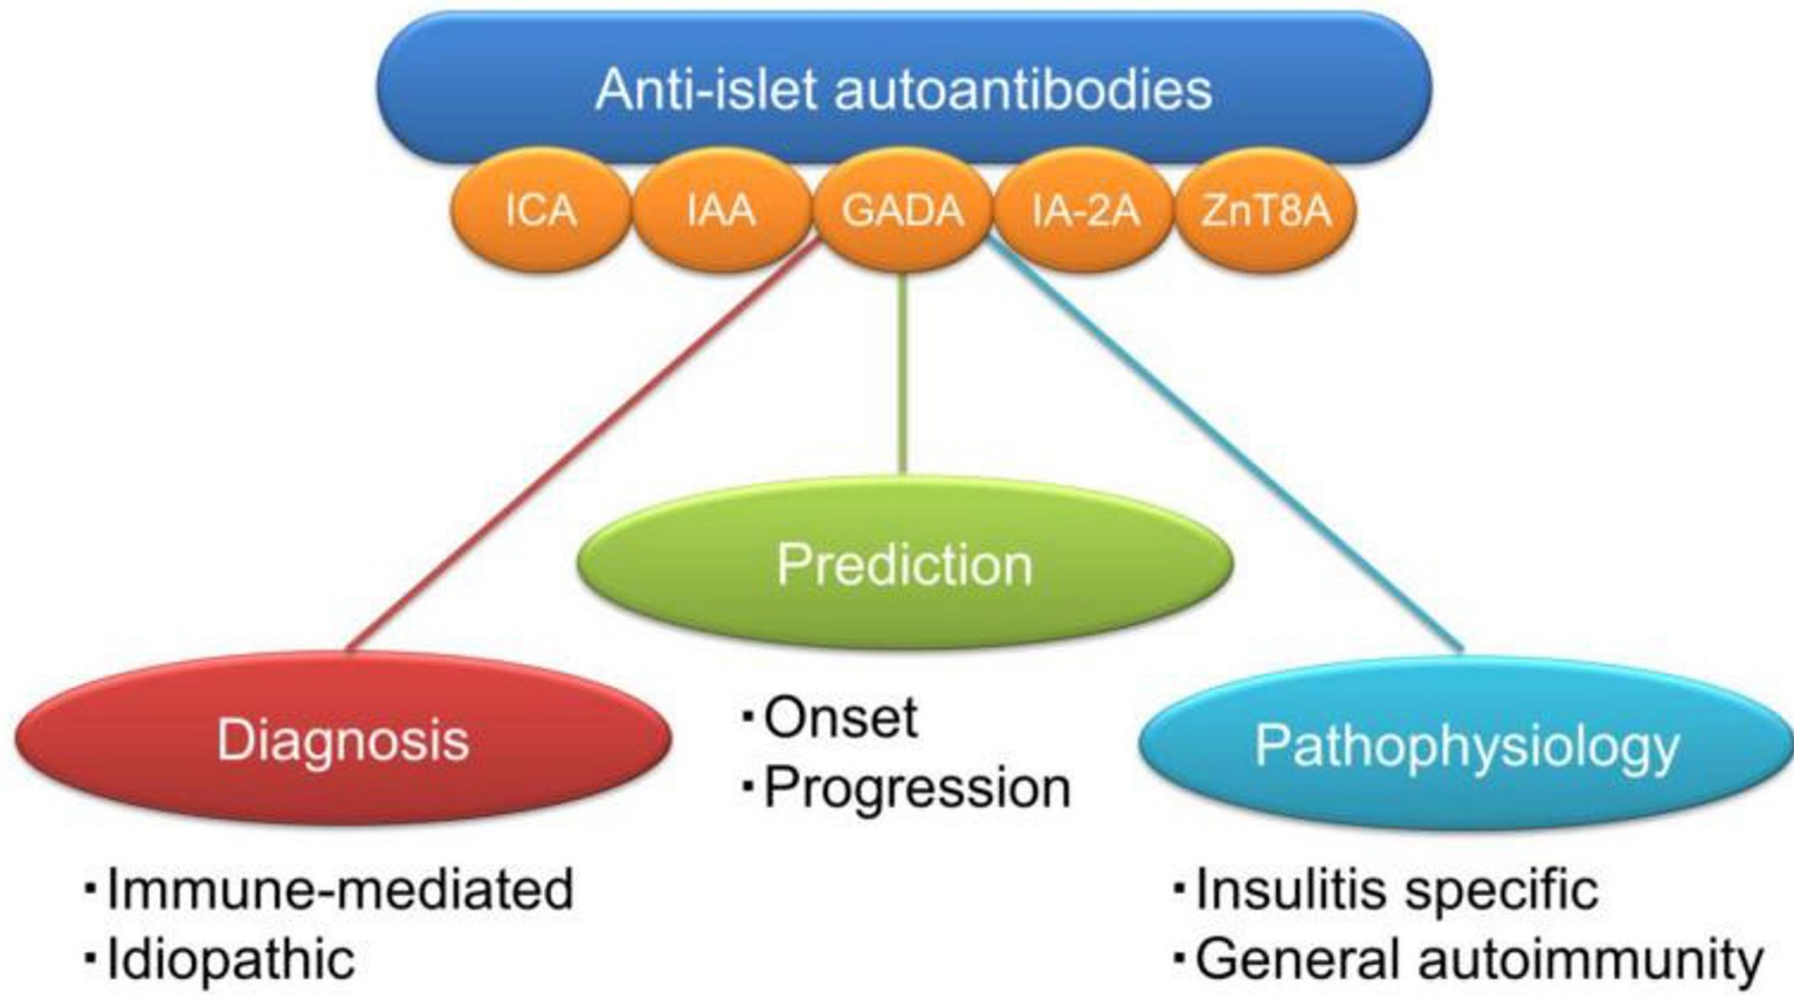 Anti-islet autoantibodies
ICA IAA GADA IA-2A ZnT8A
Prediction
・Onset
・Progression
Diagnosis
・Immune-mediated
・Idiopathic
Pathophysiology
・Insulitis specific
・General autoimmunity